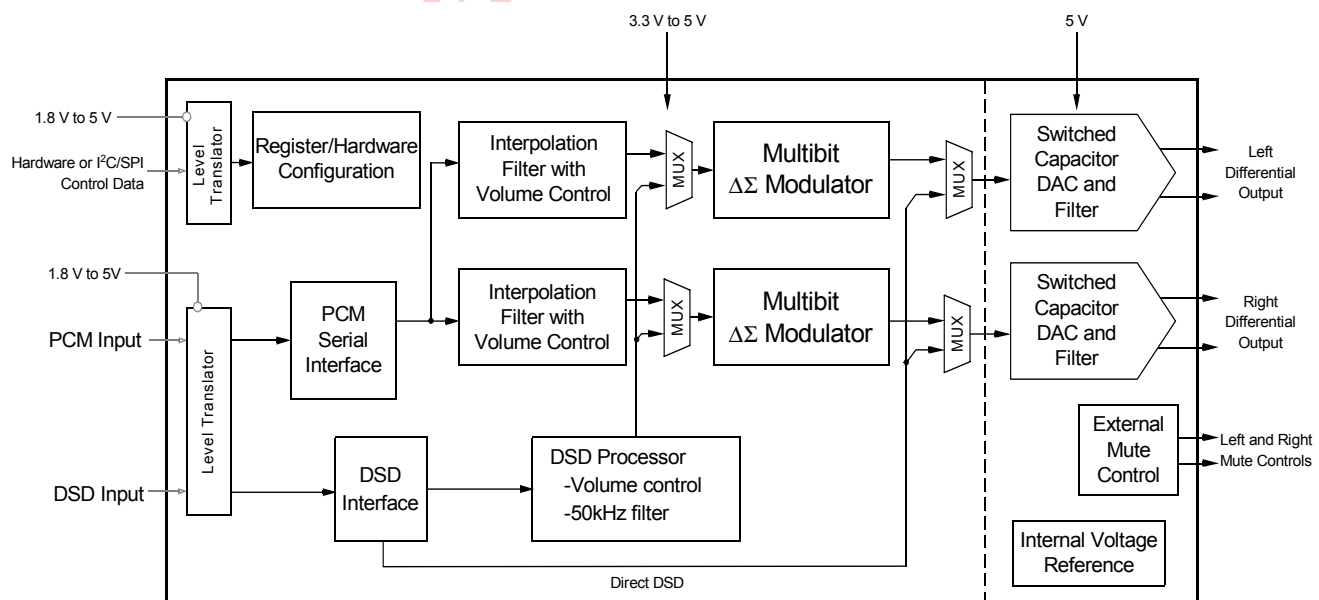 3.3 V to 5 V
5 V
1.8 V to 5 V
Hardware or I²C/SPI
Control Data
Level
Translator
Register/Hardware
Configuration
Interpolation
Filter with
Volume Control
MUX
Multibit
ΔΣ Modulator
MUX
Switched
Capacitor
DAC and
Filter
Left
Differential
Output
1.8 V to 5V
PCM Input
Level Translator
PCM
Serial
Interface
Interpolation
Filter with
Volume Control
MUX
Multibit
ΔΣ Modulator
MUX
Switched
Capacitor
DAC and
Filter
Right
Differential
Output
DSD Input
DSD
Interface
DSD Processor
-Volume control
-50kHz filter
External
Mute
Control
Left and Right
Mute Controls
Internal Voltage
Reference
Direct DSD